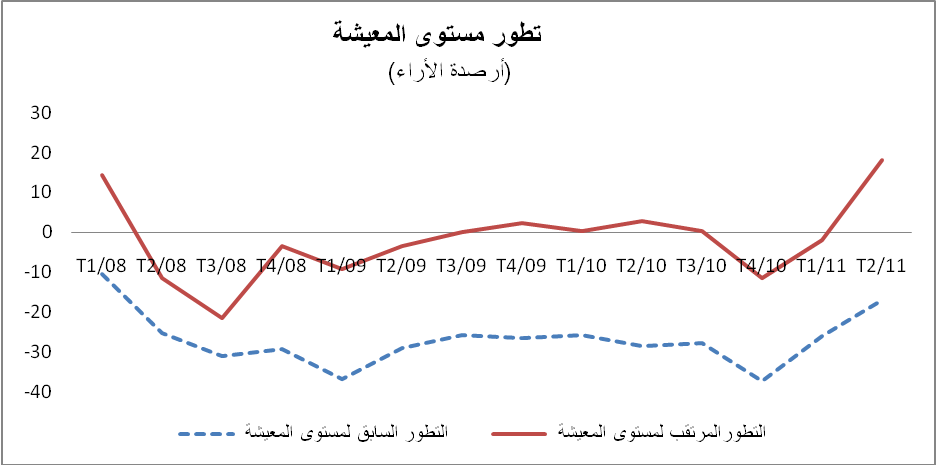 تطور مستوى المعيشة
(أرصدة الأراء)
30
20
10
0
-10
-20
-30
-40
T1/08 T2/08 T3/08 T4/08 T1/09 T2/09 T3/09 T4/09 T1/10 T2/10 T3/10 T4/10 T1/11 T2/11
التطور المرتقب لمستوى المعيشة التطور السابق لمستوى المعيشة